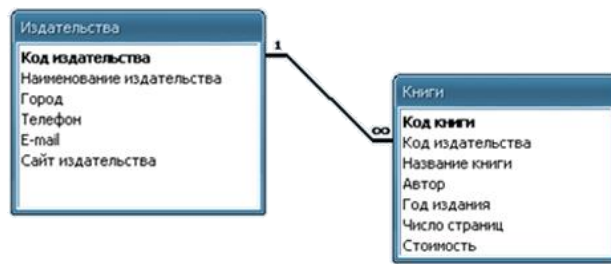 Издательства
Код издательства
Наименование издательства
Город
Телефон
E-mail
Сайт издательства
1
∞
Книги
Код книги
Код издательства
Название книги
Автор
Год издания
Число страниц
Стоимость